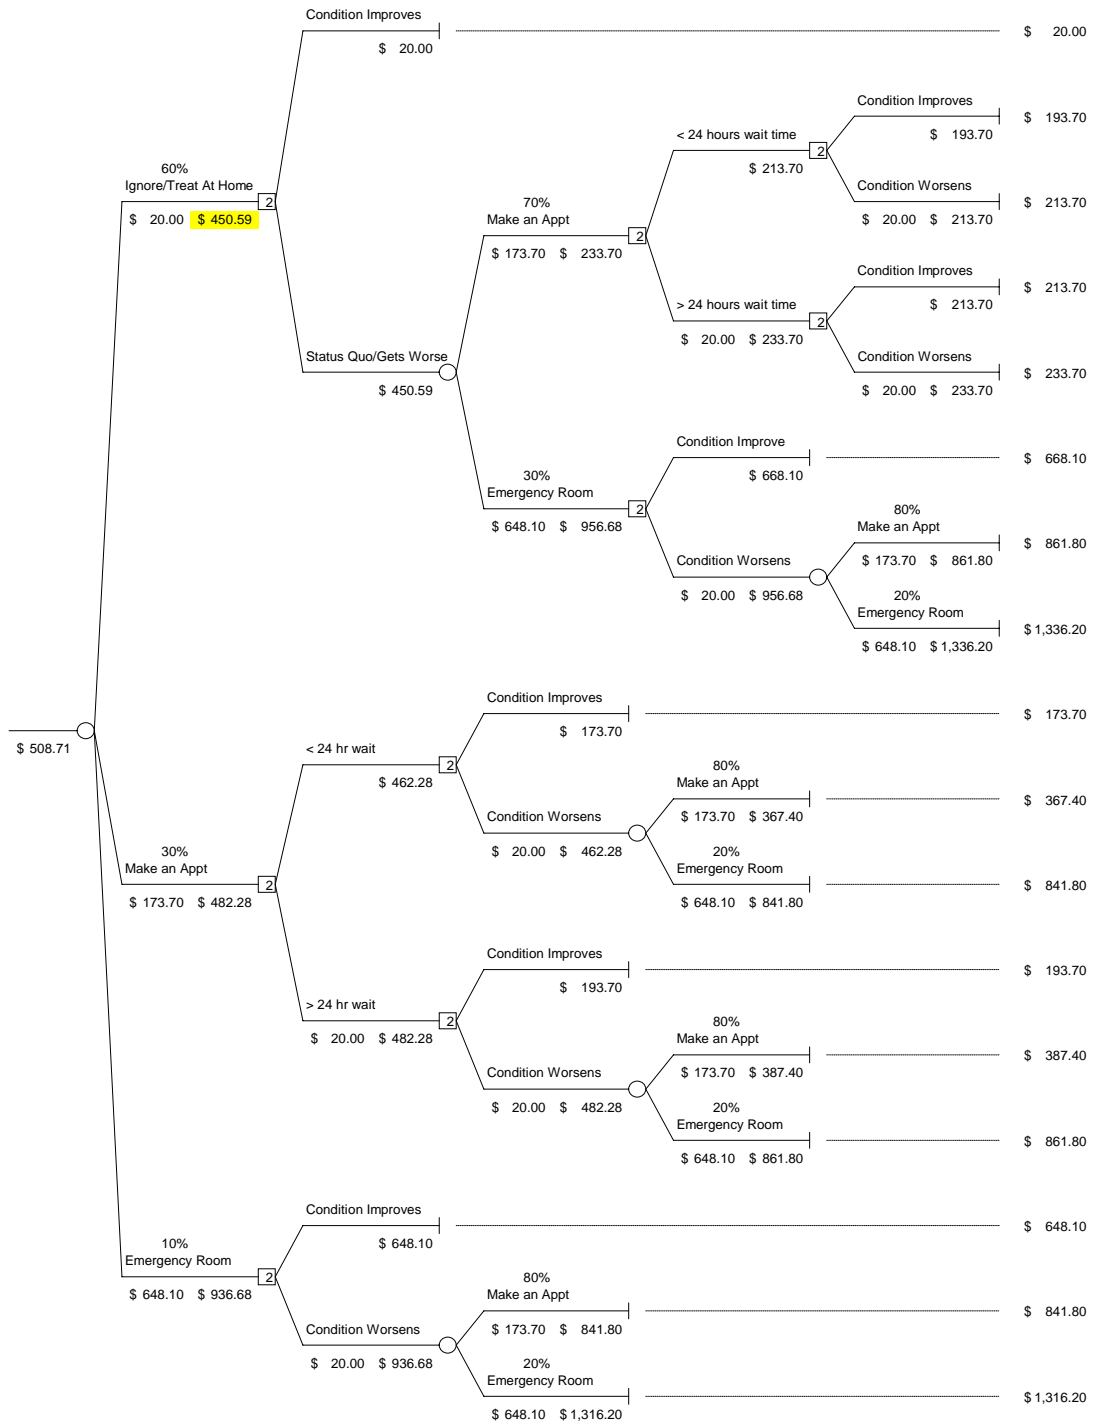 Condition Improves
$ 20.00
$ 20.00
Condition Improves
$ 193.70
$ 193.70
< 24 hours wait time
2
$ 213.70
60%
Ignore/Treat At Home
2
$ 20.00 $ 450.59
Condition Worsens
$ 20.00 $ 213.70
$ 213.70
70%
Make an Appt
2
$ 173.70 $ 233.70
Condition Improves
$ 213.70
$ 213.70
> 24 hours wait time
2
$ 20.00 $ 233.70
Status Quo/Gets Worse
$ 450.59
Condition Worsens
$ 20.00 $ 233.70
$ 233.70
Condition Improve
$ 668.10
$ 668.10
30%
Emergency Room
2
$ 648.10 $ 956.68
80%
Make an Appt
$ 173.70 $ 861.80
$ 861.80
Condition Worsens
$ 20.00 $ 956.68
20%
Emergency Room
$ 648.10 $ 1,336.20
$ 1,336.20
$ 508.71
Condition Improves
$ 173.70
$ 173.70
< 24 hr wait
2
$ 462.28
80%
Make an Appt
$ 173.70 $ 367.40
$ 367.40
Condition Worsens
$ 20.00 $ 462.28
20%
Emergency Room
$ 648.10 $ 841.80
$ 841.80
30%
Make an Appt
2
$ 173.70 $ 482.28
Condition Improves
$ 193.70
$ 193.70
> 24 hr wait
2
$ 20.00 $ 482.28
80%
Make an Appt
$ 173.70 $ 387.40
$ 387.40
Condition Worsens
$ 20.00 $ 482.28
20%
Emergency Room
$ 648.10 $ 861.80
$ 861.80
Condition Improves
$ 648.10
$ 648.10
10%
Emergency Room
2
$ 648.10 $ 936.68
80%
Make an Appt
$ 173.70 $ 841.80
$ 841.80
Condition Worsens
$ 20.00 $ 936.68
20%
Emergency Room
$ 648.10 $ 1,316.20
$ 1,316.20